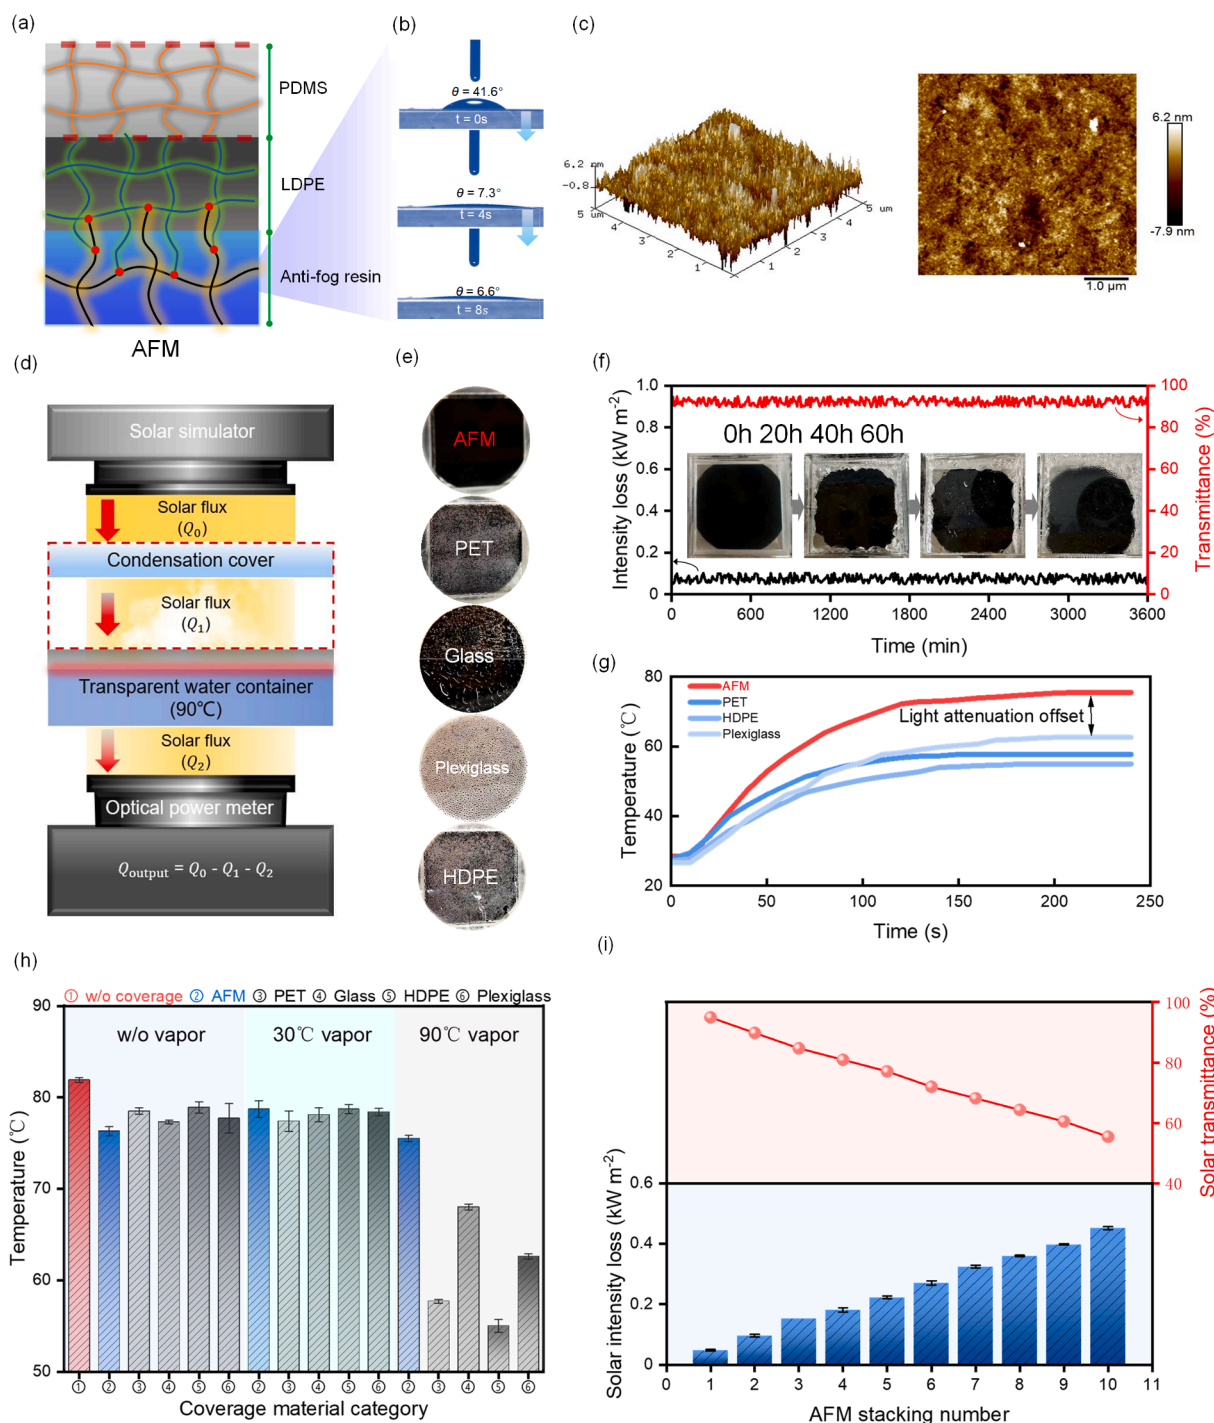 (a)
PDMS
LDPE
Anti-fog resin
AFM
(b)
θ = 41.6°
t = 0s
θ = 7.3°
t = 4s
θ = 6.6°
t = 8s
(c)
6.2 nm
-0.8
5 um
4
3
2
1
1
2
3
4
5 um
6.2 nm
-7.9 nm
1.0 μm
(d)
Solar simulator
Solar flux
(Q₀)
Condensation cover
Solar flux
(Q₁)
Transparent water container
(90℃)
Solar flux
(Q₂)
Optical power meter
Q_output = Q₀ - Q₁ - Q₂
(e)
AFM
PET
Glass
Plexiglass
HDPE
(f)
Intensity loss (kW m⁻²)
1.0
0.8
0.6
0.4
0.2
0
0h 20h 40h 60h
100
80
60
40
20
0
Transmittance (%)
0 600 1200 1800 2400 3000 3600
Time (min)
(g)
Temperature (℃)
80
60
40
20
AFM
PET
HDPE
Plexiglass
Light attenuation offset
0 50 100 150 200 250
Time (s)
(h)
① w/o coverage ② AFM ③ PET ④ Glass ⑤ HDPE ⑥ Plexiglass
Temperature (℃)
90
80
70
60
50
w/o vapor 30℃ vapor 90℃ vapor
① ② ③ ④ ⑤ ⑥ ② ③ ④ ⑤ ⑥ ② ③ ④ ⑤ ⑥
Coverage material category
(i)
100
80
60
40
Solar transmittance (%)
Solar intensity loss (kW m⁻²)
0.6
0.4
0.2
0
0 1 2 3 4 5 6 7 8 9 10 11
AFM stacking number